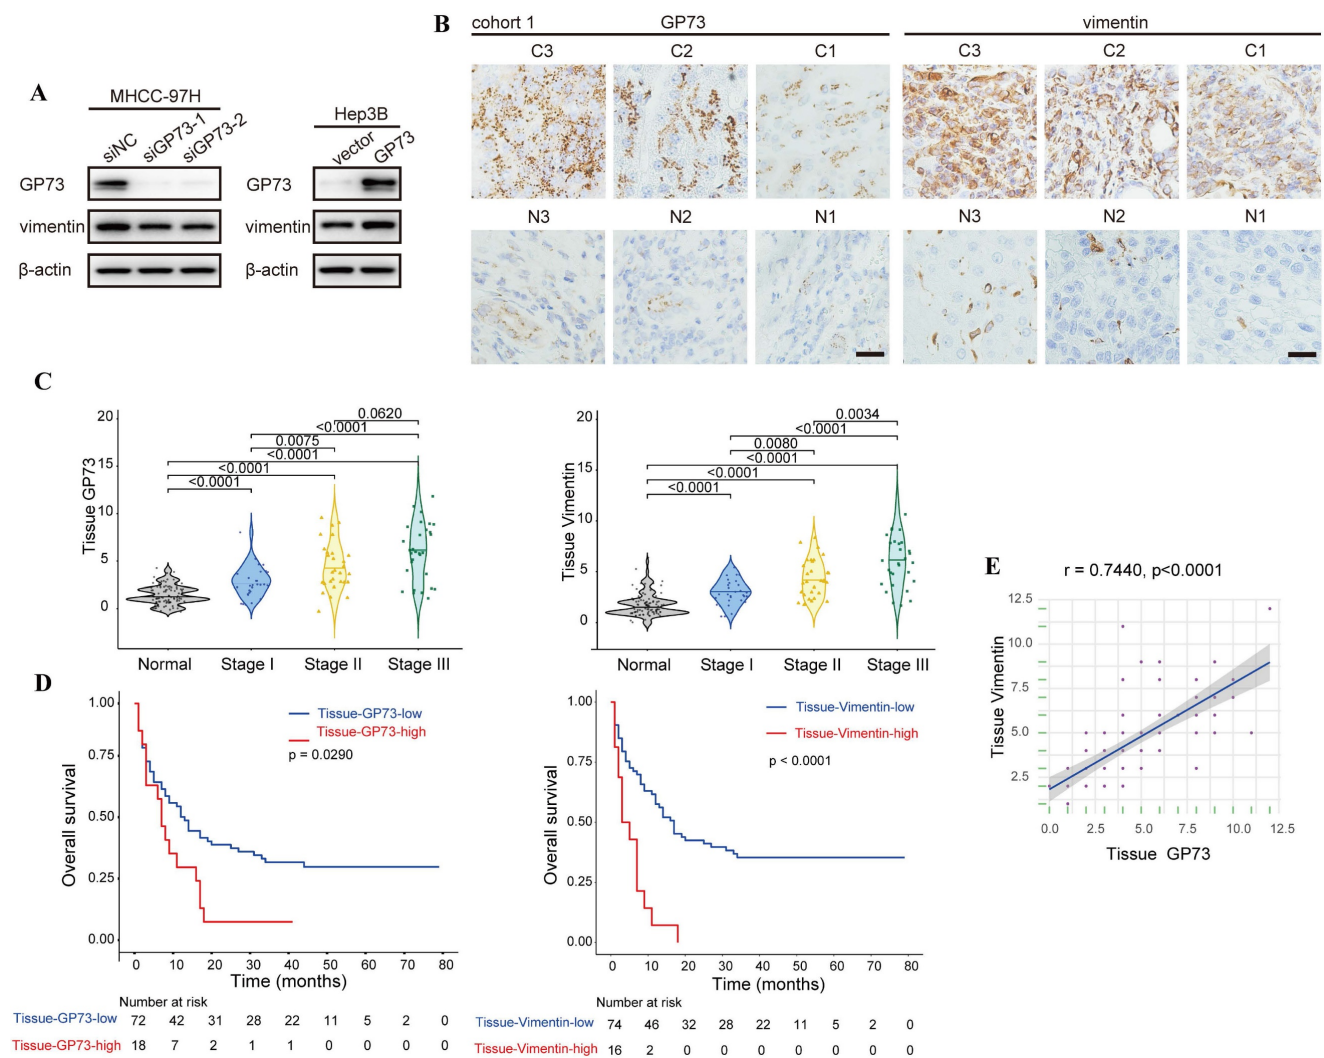 A
MHCC-97H
siNC siGP73-1 siGP73-2
GP73
vimentin
β-actin
Hep3B
vector GP73
GP73
vimentin
β-actin
B
cohort 1 GP73 vimentin
C3 C2 C1 C3 C2 C1
N3 N2 N1 N3 N2 N1
C
Tissue GP73
20
15
10
5
0
0.0620
<0.0001
0.0075
<0.0001
<0.0001
<0.0001
Normal Stage I Stage II Stage III
Tissue Vimentin
20
15
10
5
0
0.0034
<0.0001
0.0080
<0.0001
<0.0001
<0.0001
Normal Stage I Stage II Stage III
D
Overall survival
1.00
0.75
0.50
0.25
0.00
Tissue-GP73-low
Tissue-GP73-high
p = 0.0290
0 10 20 30 40 50 60 70 80
Time (months)
Number at risk
Tissue-GP73-low 72 42 31 28 22 11 5 2 0
Tissue-GP73-high 18 7 2 1 1 0 0 0 0
Overall survival
1.00
0.75
0.50
0.25
0.00
Tissue-Vimentin-low
Tissue-Vimentin-high
p < 0.0001
0 10 20 30 40 50 60 70 80
Time (months)
Number at risk
Tissue-Vimentin-low 74 46 32 28 22 11 5 2 0
Tissue-Vimentin-high 16 2 0 0 0 0 0 0 0
E
r = 0.7440, p<0.0001
Tissue Vimentin
12.5
10.0
7.5
5.0
2.5
0.0 2.5 5.0 7.5 10.0 12.5
Tissue GP73